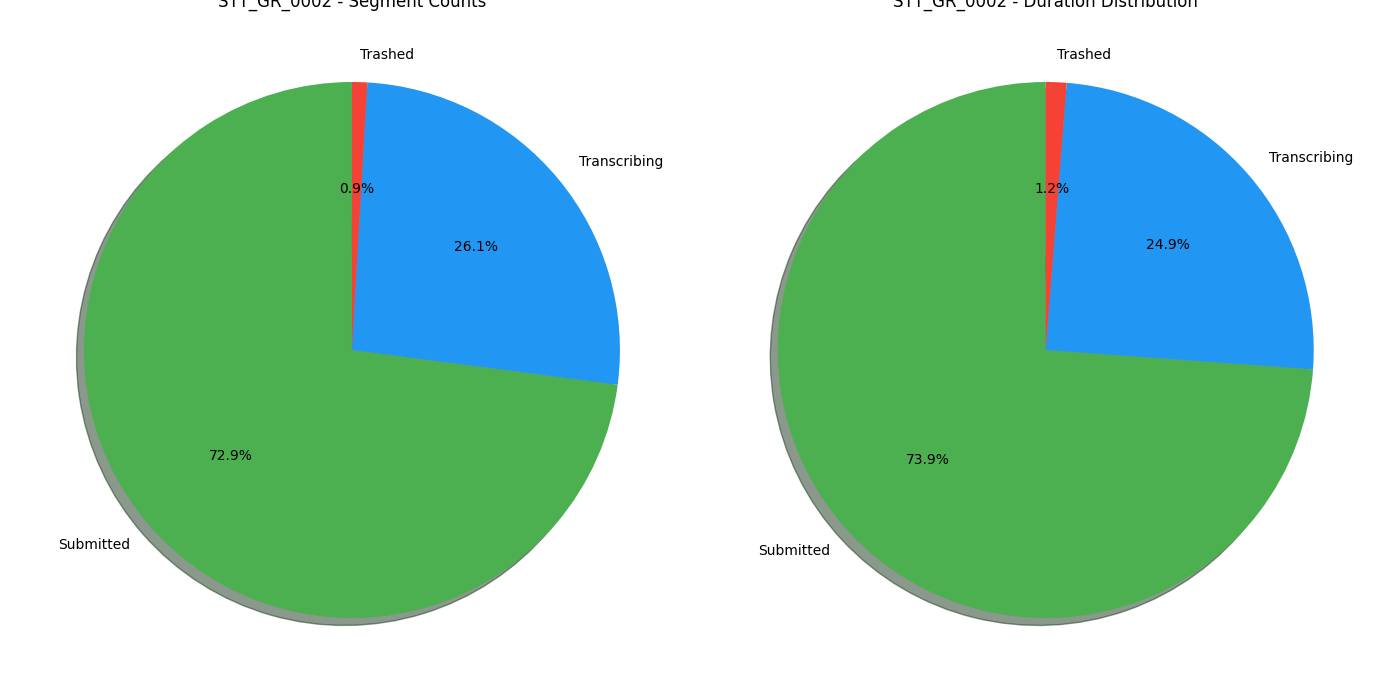 STT_GR_0002 - Segment Counts
Trashed
Transcribing
0.9%
26.1%
72.9%
Submitted
STT_GR_0002 - Duration Distribution
Trashed
Transcribing
1.2%
24.9%
73.9%
Submitted